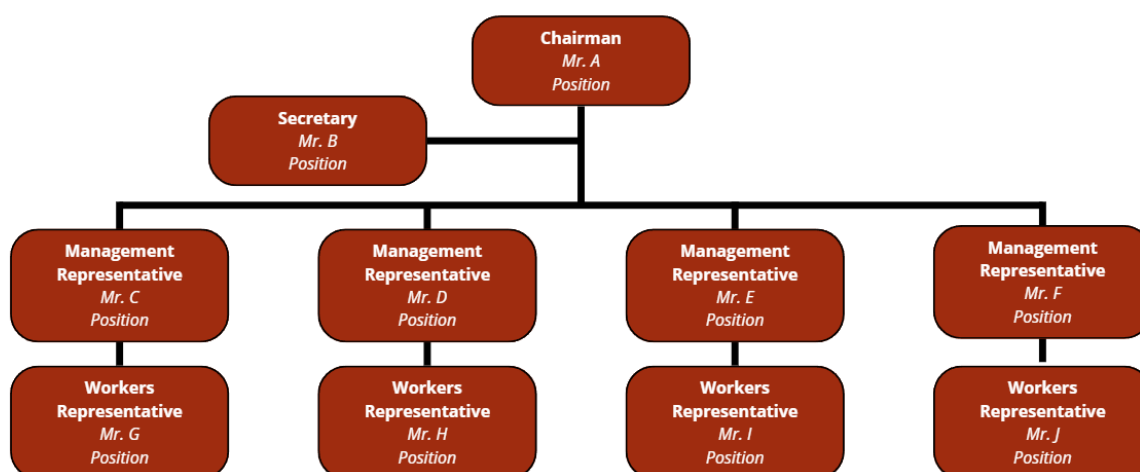 Chairman
Mr. A
Position
Secretary
Mr. B
Position
Management
Representative
Mr. C
Position
Management
Representative
Mr. D
Position
Management
Representative
Mr. E
Position
Management
Representative
Mr. F
Position
Workers
Representative
Mr. G
Position
Workers
Representative
Mr. H
Position
Workers
Representative
Mr. I
Position
Workers
Representative
Mr. J
Position